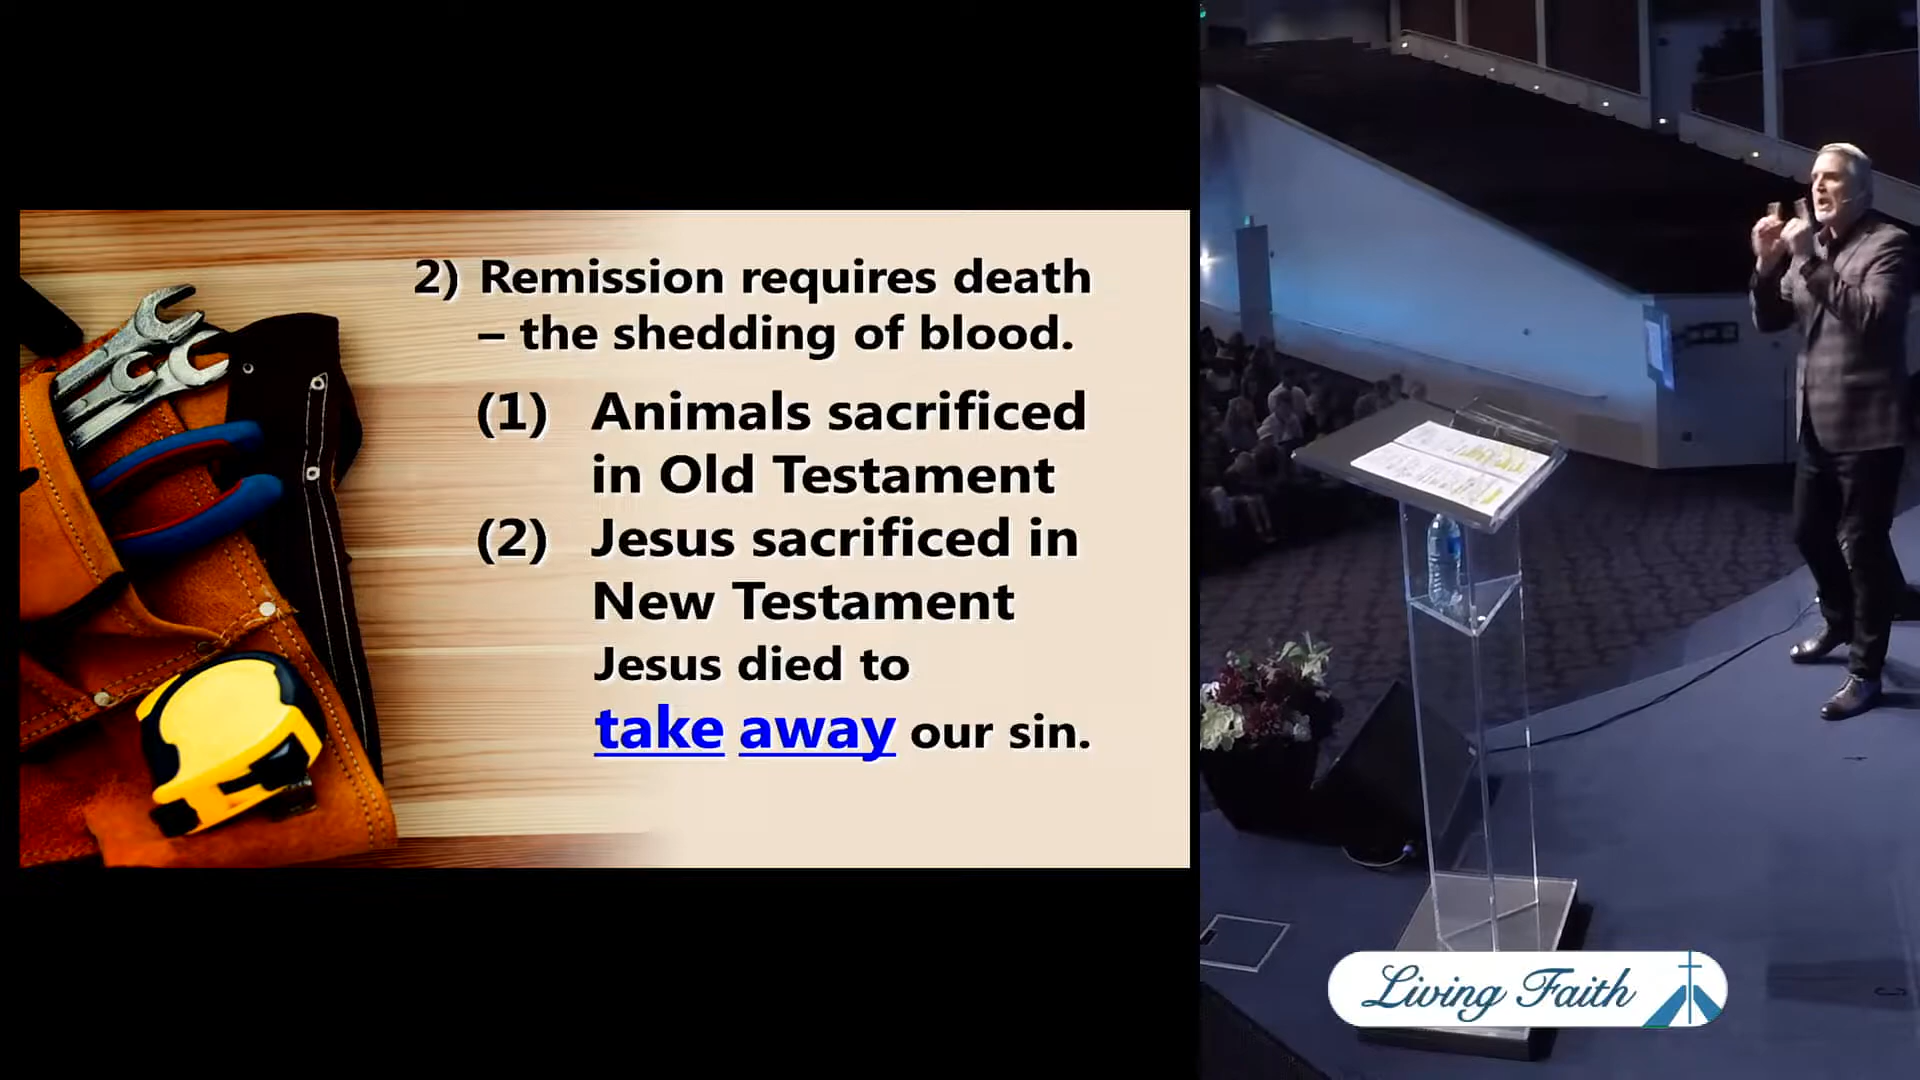 2) Remission requires death
– the shedding of blood.
(1) Animals sacrificed
in Old Testament
(2) Jesus sacrificed in
New Testament
Jesus died to
take away our sin.
Living Faith